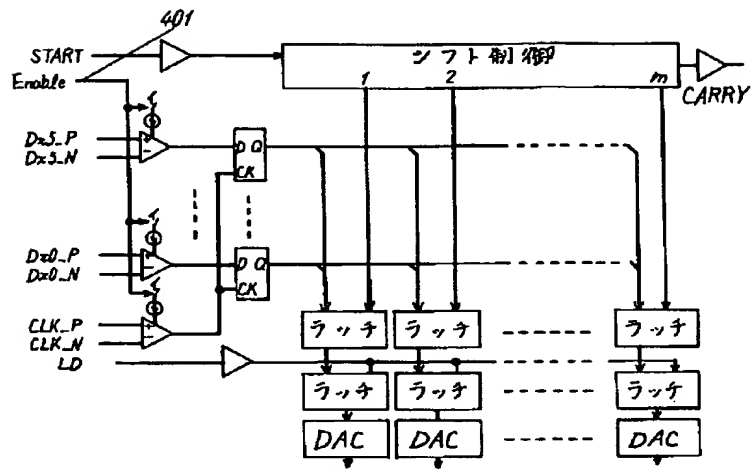 401
START
シフト制御
Enable
1 2 m
CARRY
Dx5_P
Dx5_N
D Q
CK
Dx0_P
Dx0_N
D Q
CK
CLK_P
CLK_N
LD
ラッチ ラッチ ラッチ
ラッチ ラッチ ラッチ
DAC DAC DAC